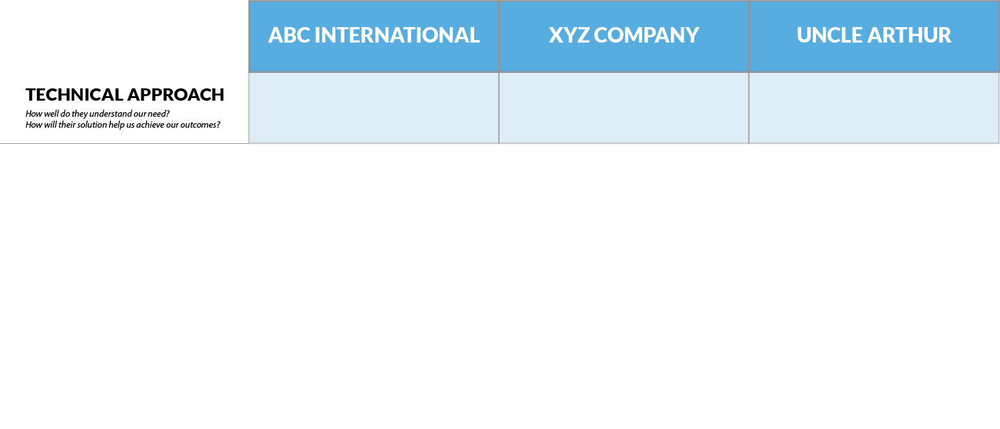 ABC INTERNATIONAL
XYZ COMPANY
UNCLE ARTHUR
TECHNICAL APPROACH
How well do they understand our need?
How will their solution help us achieve our outcomes?